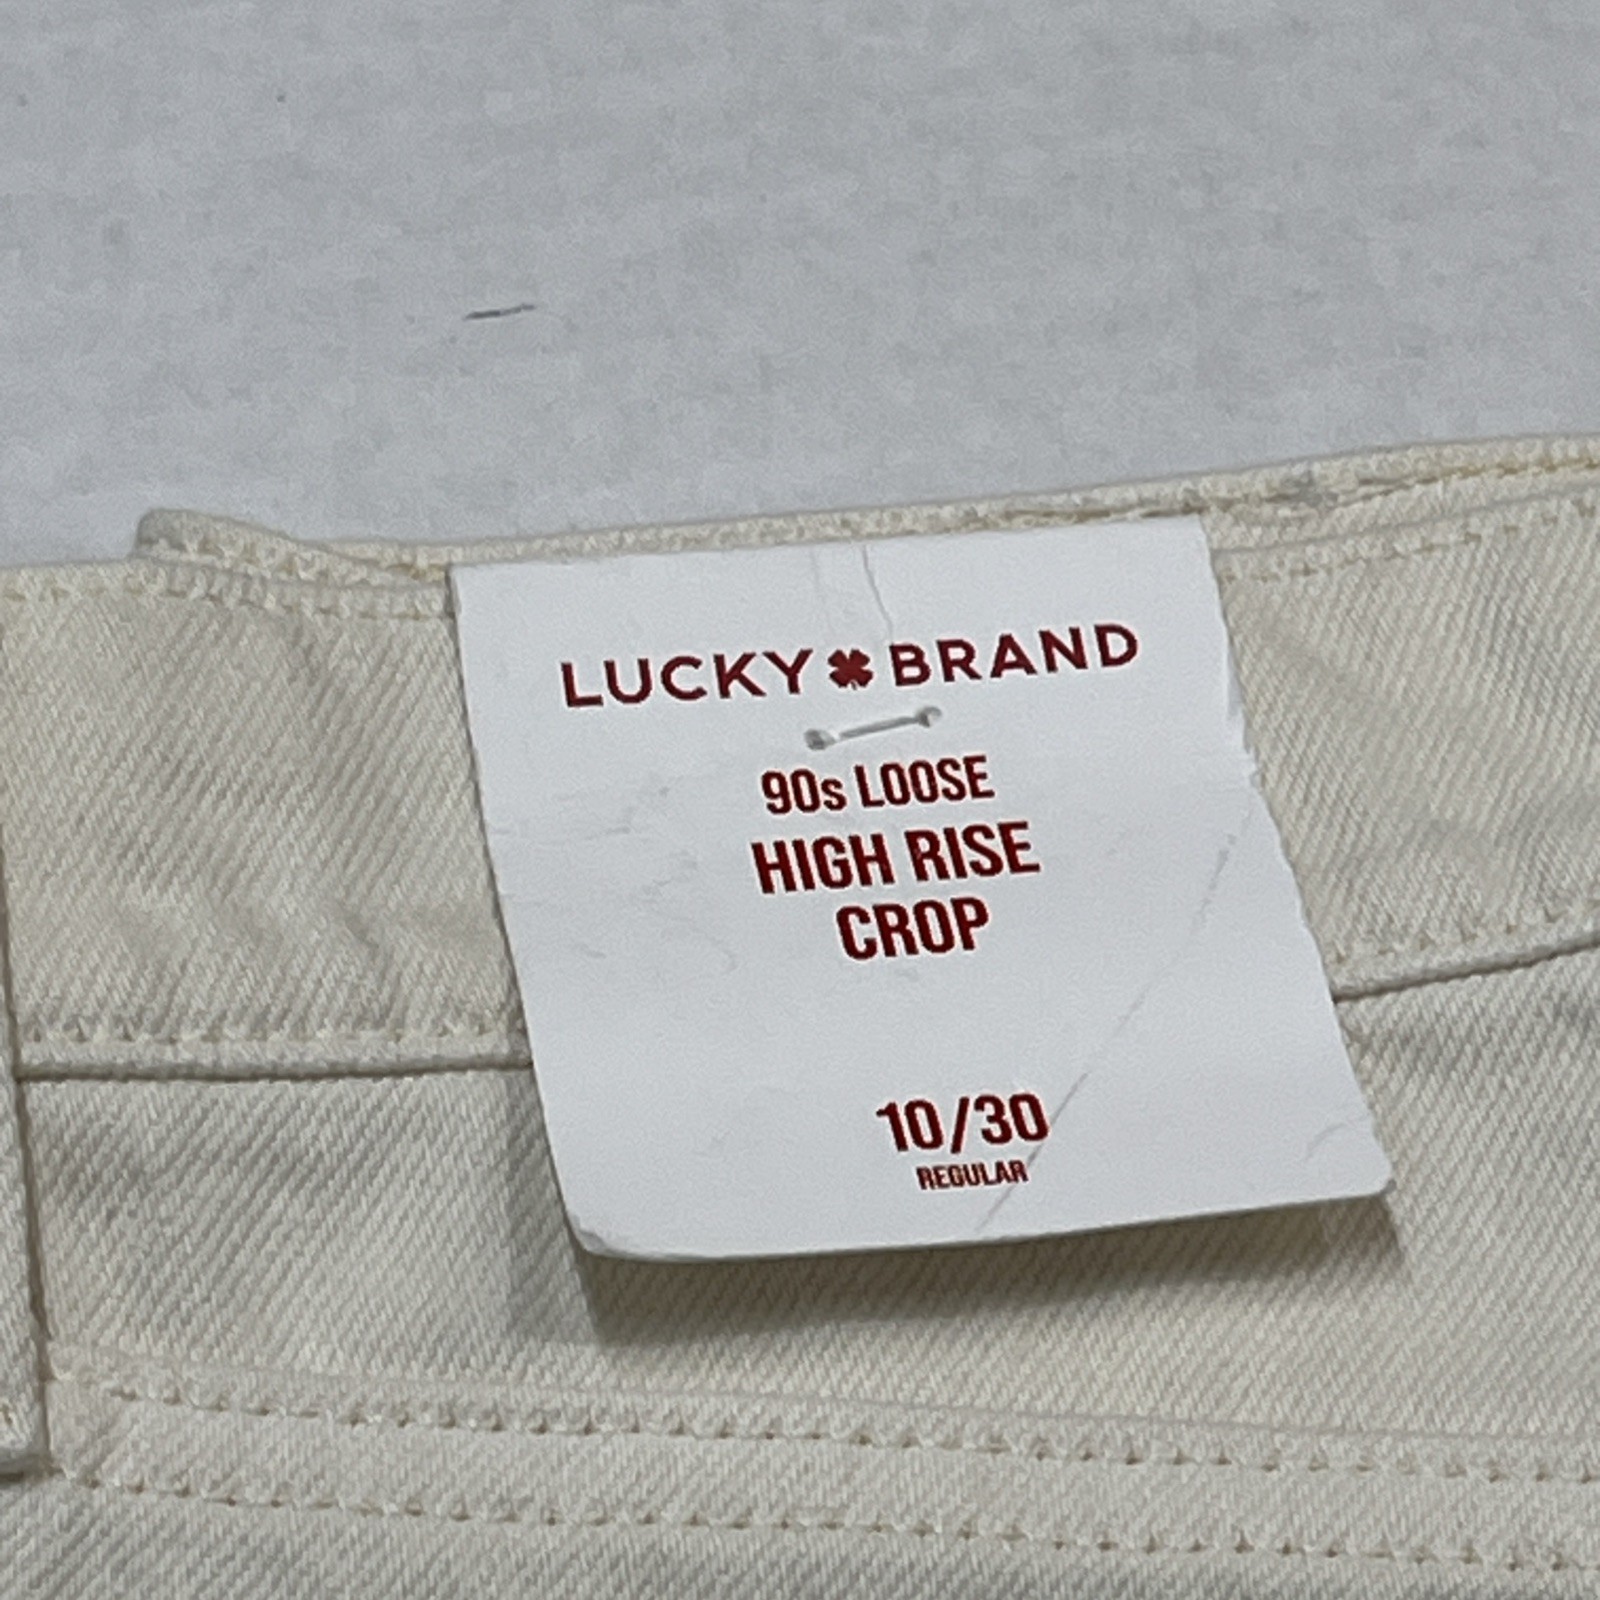 LUCKY BRAND
90s LOOSE
HIGH RISE
CROP
10/30
REGULAR